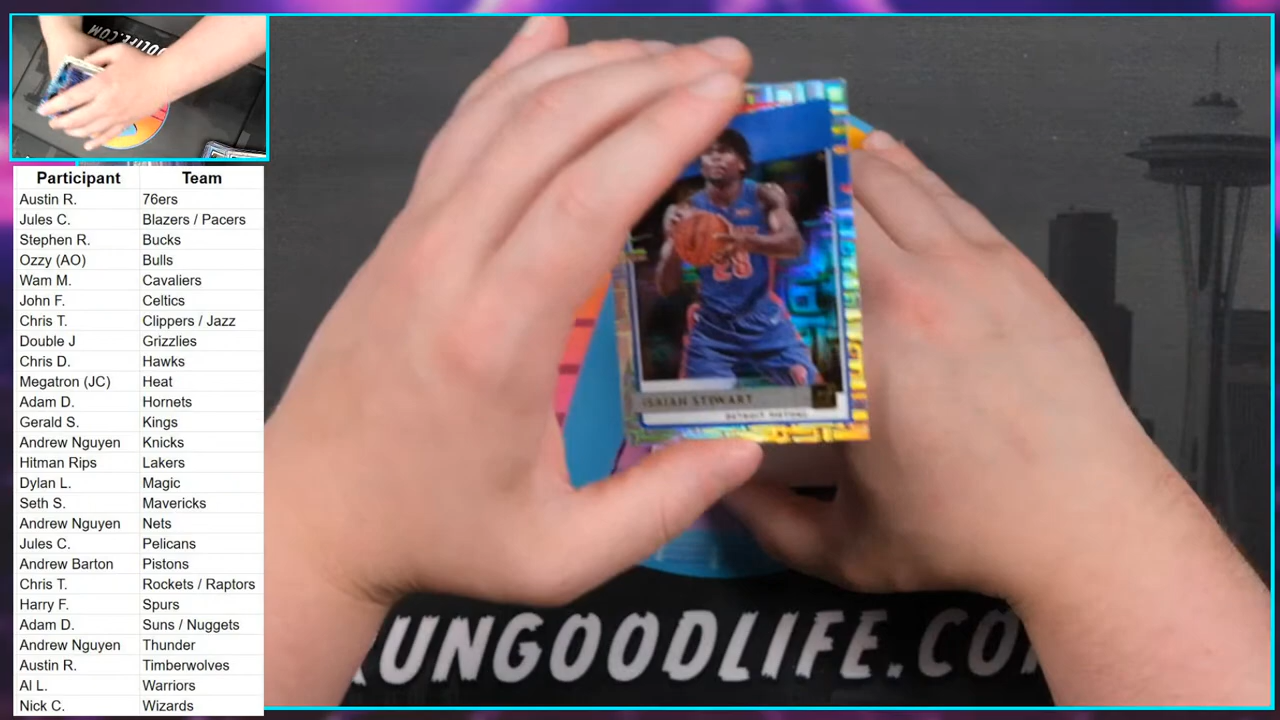 GOODLIFE.COM
Participant Team
Austin R. 76ers
Jules C. Blazers / Pacers
Stephen R. Bucks
Ozzy (AO) Bulls
Wam M. Cavaliers
John F. Celtics
Chris T. Clippers / Jazz
Double J Grizzlies
Chris D. Hawks
Megatron (JC) Heat
Adam D. Hornets
Gerald S. Kings
Andrew Nguyen Knicks
Hitman Rips Lakers
Dylan L. Magic
Seth S. Mavericks
Andrew Nguyen Nets
Jules C. Pelicans
Andrew Barton Pistons
Chris T. Rockets / Raptors
Harry F. Spurs
Adam D. Suns / Nuggets
Andrew Nguyen Thunder
Austin R. Timberwolves
Al L. Warriors
Nick C. Wizards
ISAIAH STEWART
DETROIT PISTONS
UNGOODLIFE.CO